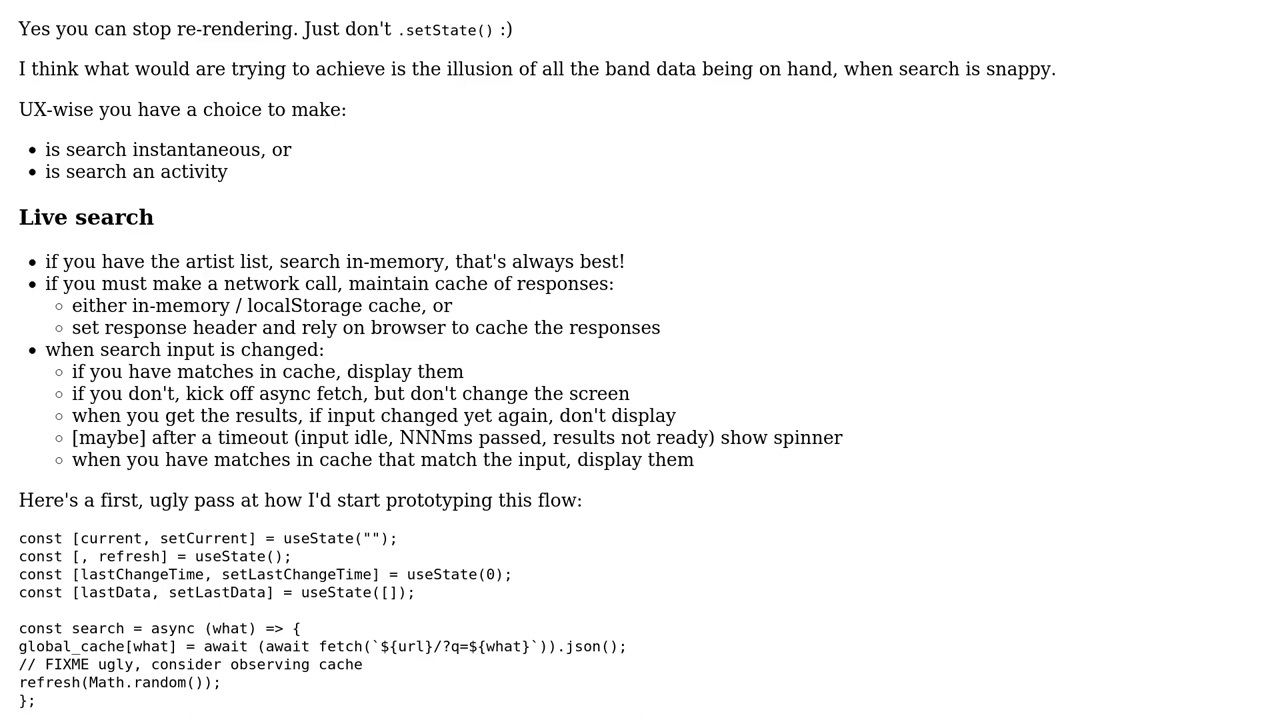 Yes you can stop re-rendering. Just don't .setState() :)
I think what would are trying to achieve is the illusion of all the band data being on hand, when search is snappy.
UX-wise you have a choice to make:
• is search instantaneous, or
• is search an activity
Live search
• if you have the artist list, search in-memory, that's always best!
• if you must make a network call, maintain cache of responses:
◦ either in-memory / localStorage cache, or
◦ set response header and rely on browser to cache the responses
• when search input is changed:
◦ if you have matches in cache, display them
◦ if you don't, kick off async fetch, but don't change the screen
◦ when you get the results, if input changed yet again, don't display
◦ [maybe] after a timeout (input idle, NNNms passed, results not ready) show spinner
◦ when you have matches in cache that match the input, display them
Here's a first, ugly pass at how I'd start prototyping this flow:
const [current, setCurrent] = useState("");
const [, refresh] = useState();
const [lastChangeTime, setLastChangeTime] = useState(0);
const [lastData, setLastData] = useState([]);
const search = async (what) => {
global_cache[what] = await (await fetch(`${url}/?q=${what}`)).json();
// FIXME ugly, consider observing cache
refresh(Math.random());
};